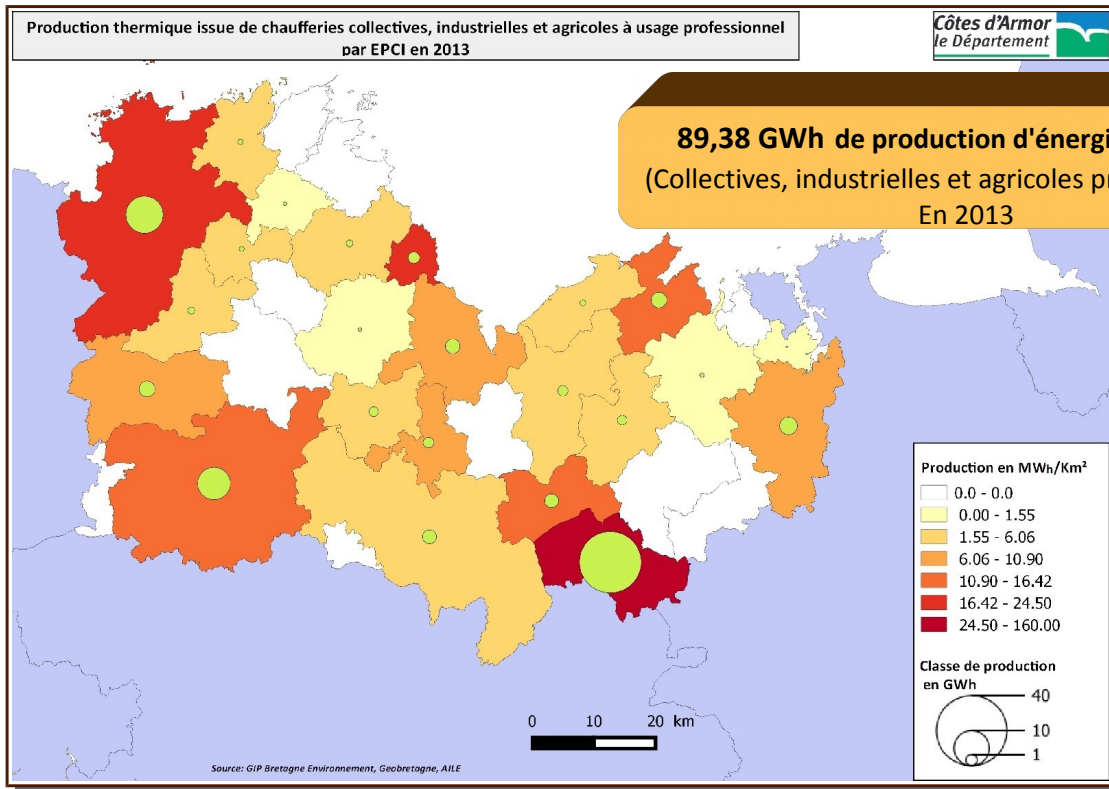 Production thermique issue de chaufferies collectives, industrielles et agricoles à usage professionnel
par EPCI en 2013
Côtes d'Armor
le Département
89,38 GWh de production d'énergi
(Collectives, industrielles et agricoles p
En 2013
Production en MWh/Km²
0.0 - 0.0
0.00 - 1.55
1.55 - 6.06
6.06 - 10.90
10.90 - 16.42
16.42 - 24.50
24.50 - 160.00
Classe de production
en GWh
40
10
1
0 10 20 km
Source: GIP Bretagne Environnement, Geobretagne, AILE